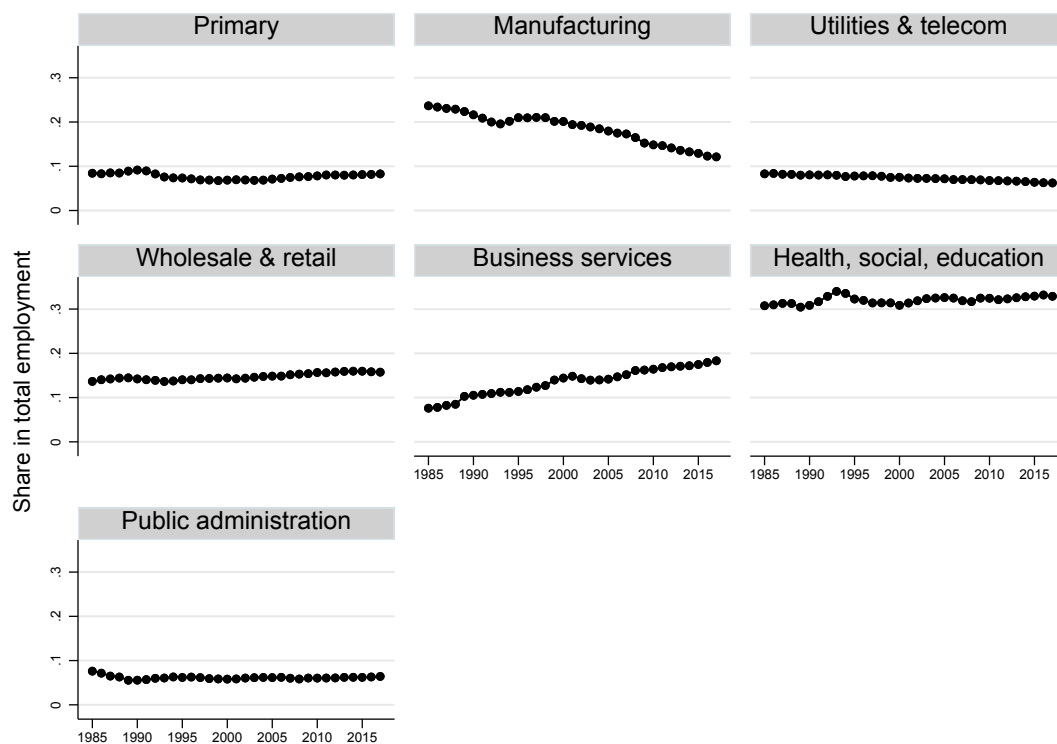 Primary
Manufacturing
Utilities & telecom
.3
.2
.1
0
Share in total employment
Wholesale & retail
Business services
Health, social, education
.3
.2
.1
0
1985 1990 1995 2000 2005 2010 2015
1985 1990 1995 2000 2005 2010 2015
Public administration
.3
.2
.1
0
1985 1990 1995 2000 2005 2010 2015